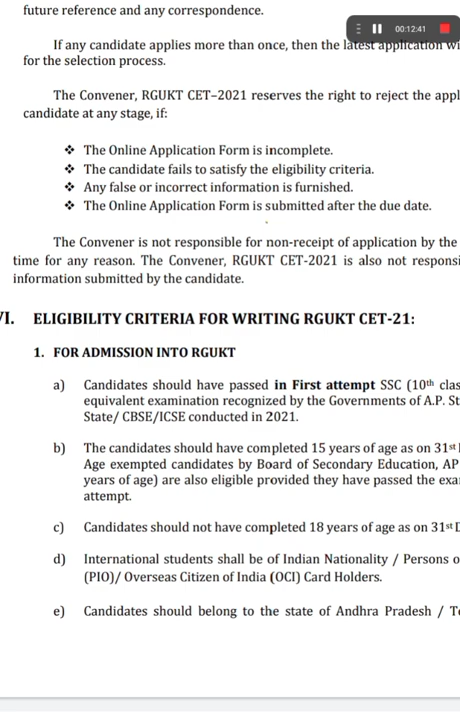 future reference and any correspondence.
00:12:41
If any candidate applies more than once, then the latest application wi
for the selection process.
The Convener, RGUKT CET–2021 reserves the right to reject the appl
candidate at any stage, if:
❖ The Online Application Form is incomplete.
❖ The candidate fails to satisfy the eligibility criteria.
❖ Any false or incorrect information is furnished.
❖ The Online Application Form is submitted after the due date.
The Convener is not responsible for non-receipt of application by the
time for any reason. The Convener, RGUKT CET-2021 is also not responsi
information submitted by the candidate.
VI. ELIGIBILITY CRITERIA FOR WRITING RGUKT CET-21:
1. FOR ADMISSION INTO RGUKT
a) Candidates should have passed in First attempt SSC (10th clas
equivalent examination recognized by the Governments of A.P. St
State/ CBSE/ICSE conducted in 2021.
b) The candidates should have completed 15 years of age as on 31st
Age exempted candidates by Board of Secondary Education, AP
years of age) are also eligible provided they have passed the exa
attempt.
c) Candidates should not have completed 18 years of age as on 31st D
d) International students shall be of Indian Nationality / Persons o
(PIO)/ Overseas Citizen of India (OCI) Card Holders.
e) Candidates should belong to the state of Andhra Pradesh / Te